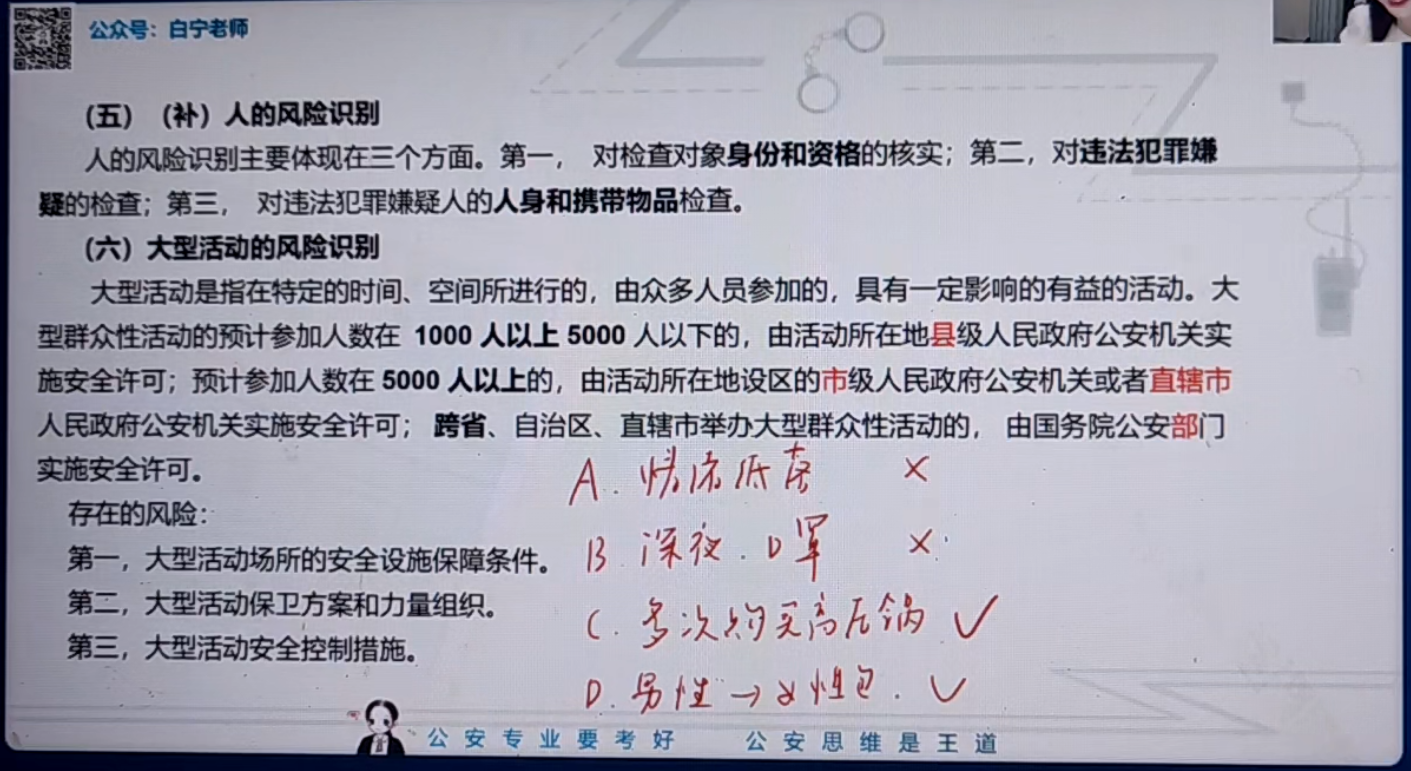 公众号：白宁老师
（五）（补）人的风险识别
人的风险识别主要体现在三个方面。第一， 对检查对象身份和资格的核实；第二，对违法犯罪嫌
疑的检查；第三， 对违法犯罪嫌疑人的人身和携带物品检查。
（六）大型活动的风险识别
大型活动是指在特定的时间、空间所进行的，由众多人员参加的，具有一定影响的有益的活动。大
型群众性活动的预计参加人数在 1000 人以上 5000 人以下的，由活动所在地县级人民政府公安机关实
施安全许可；预计参加人数在 5000 人以上的，由活动所在地设区的市级人民政府公安机关或者直辖市
人民政府公安机关实施安全许可； 跨省、自治区、直辖市举办大型群众性活动的， 由国务院公安部门
实施安全许可。
A. 情绪低落 ×
存在的风险：
B. 深夜. 口罩 ×
第一，大型活动场所的安全设施保障条件。
第二，大型活动保卫方案和力量组织。
C. 多次购买高压锅 ✓
第三，大型活动安全控制措施。
D. 男性→女性包. ✓
公安专业要考好 公安思维是王道